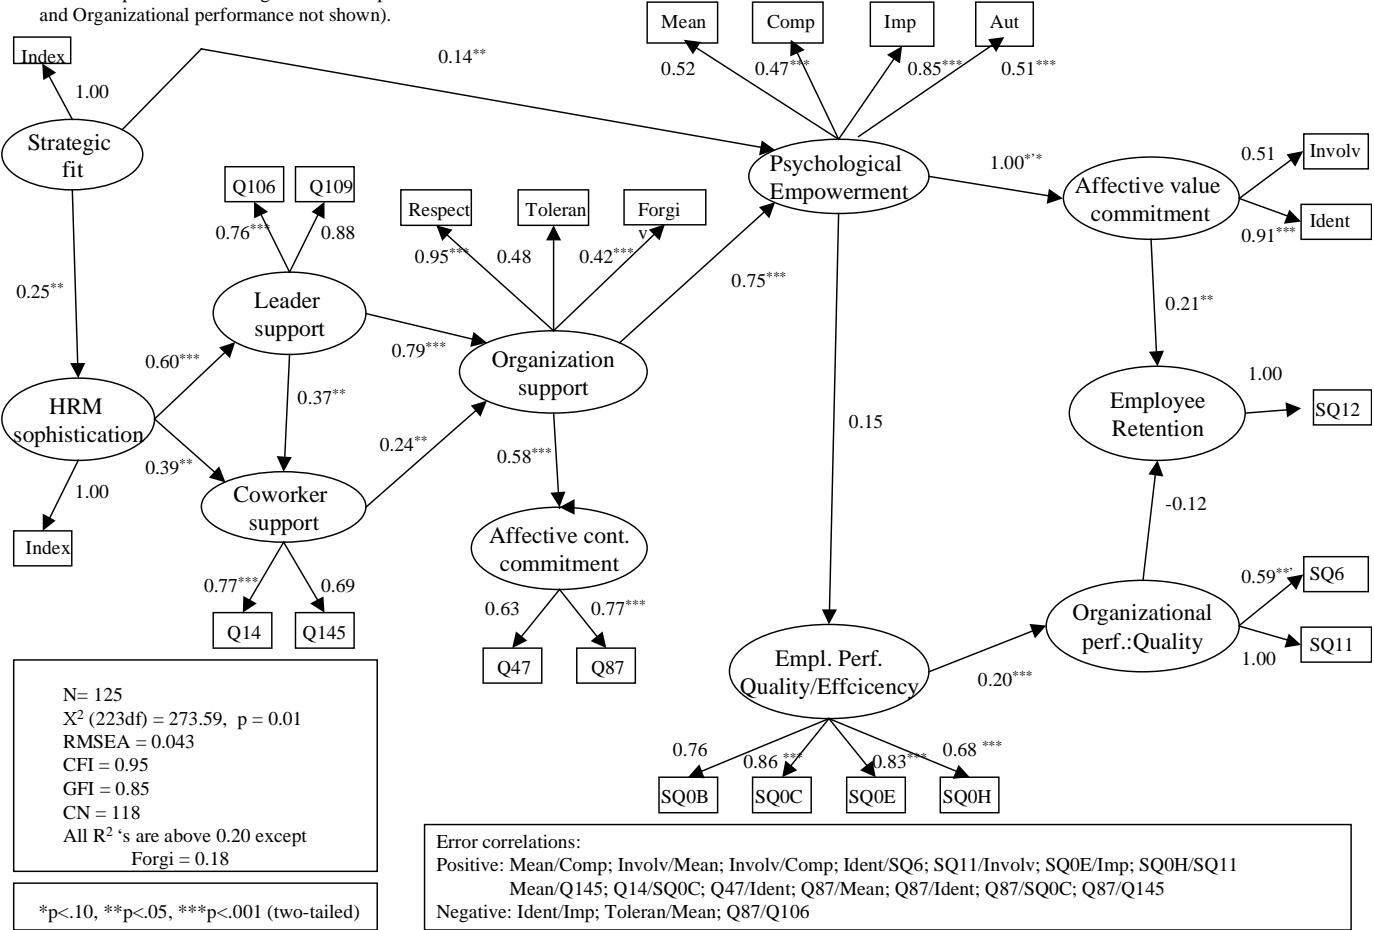 and Organizational performance not shown).
Mean
Comp
Imp
Aut
Index
0.14**
0.52
0.47***
0.85***
0.51***
1.00
Strategic
fit
Psychological
Empowerment
1.00***
Affective value
commitment
0.51
Involv
Ident
0.91***
Q106
Q109
0.76***
0.88
Respect
Toleran
Forgi
v
0.95***
0.48
0.42***
0.75***
0.25**
Leader
support
0.79***
Organization
support
0.21**
0.60***
0.37**
HRM
sophistication
0.39**
0.24**
0.58***
0.15
Employee
Retention
1.00
SQ12
1.00
Index
Coworker
support
Affective cont.
commitment
-0.12
0.77***
0.69
Q14
Q145
0.63
0.77***
Q47
Q87
Empl. Perf.
Quality/Effcicency
0.20***
Organizational
perf.:Quality
0.59***
SQ6
1.00
SQ11
0.76
0.86 ***
0.83***
0.68 ***
SQ0B
SQ0C
SQ0E
SQ0H
N= 125
X² (223df) = 273.59, p = 0.01
RMSEA = 0.043
CFI = 0.95
GFI = 0.85
CN = 118
All R² ‘s are above 0.20 except
Forgi = 0.18
*p<.10, **p<.05, ***p<.001 (two-tailed)
Error correlations:
Positive: Mean/Comp; Involv/Mean; Involv/Comp; Ident/SQ6; SQ11/Involv; SQ0E/Imp; SQ0H/SQ11
Mean/Q145; Q14/SQ0C; Q47/Ident; Q87/Mean; Q87/Ident; Q87/SQ0C; Q87/Q145
Negative: Ident/Imp; Toleran/Mean; Q87/Q106